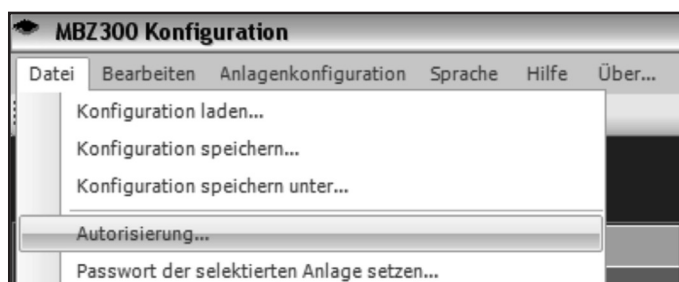 MBZ300 Konfiguration
Datei Bearbeiten Anlagenkonfiguration Sprache Hilfe Über...
Konfiguration laden...
Konfiguration speichern...
Konfiguration speichern unter...
Autorisierung...
Passwort der selektierten Anlage setzen...